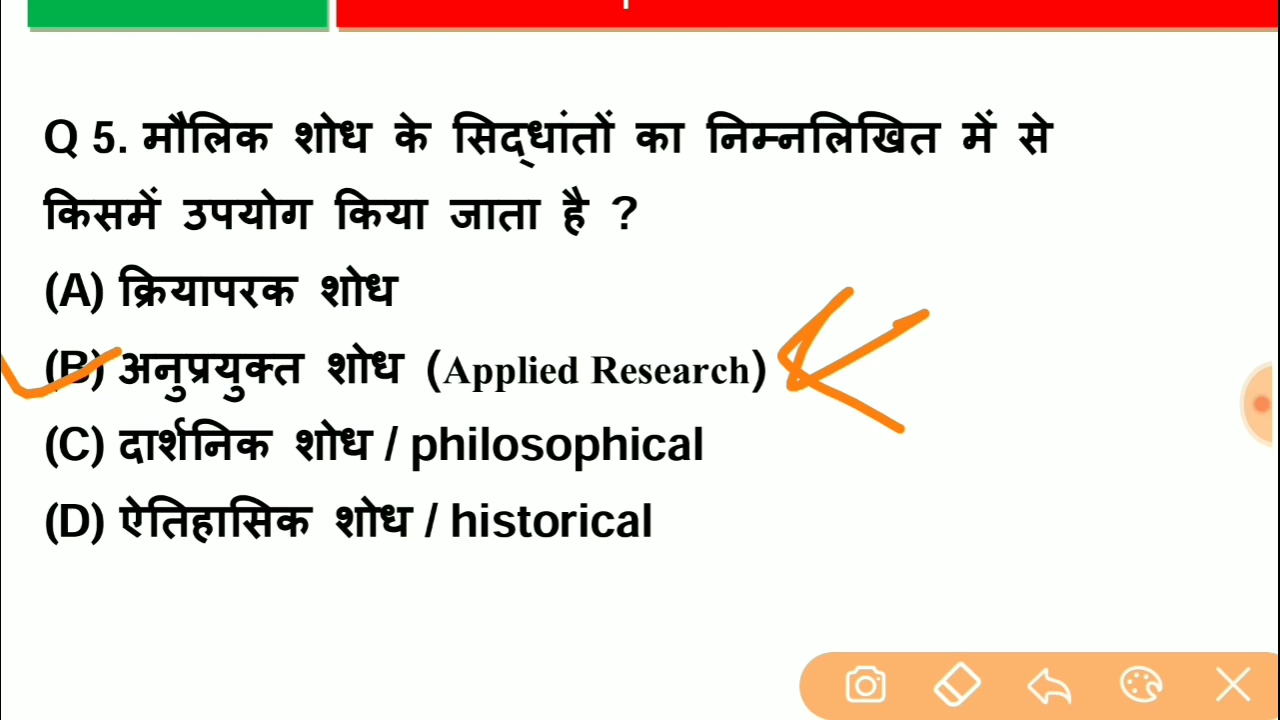 Q 5. मौलिक शोध के सिद्धांतों का निम्नलिखित में से
किसमें उपयोग किया जाता है ?
(A) क्रियापरक शोध
(B) अनुप्रयुक्त शोध (Applied Research)
(C) दार्शनिक शोध / philosophical
(D) ऐतिहासिक शोध / historical